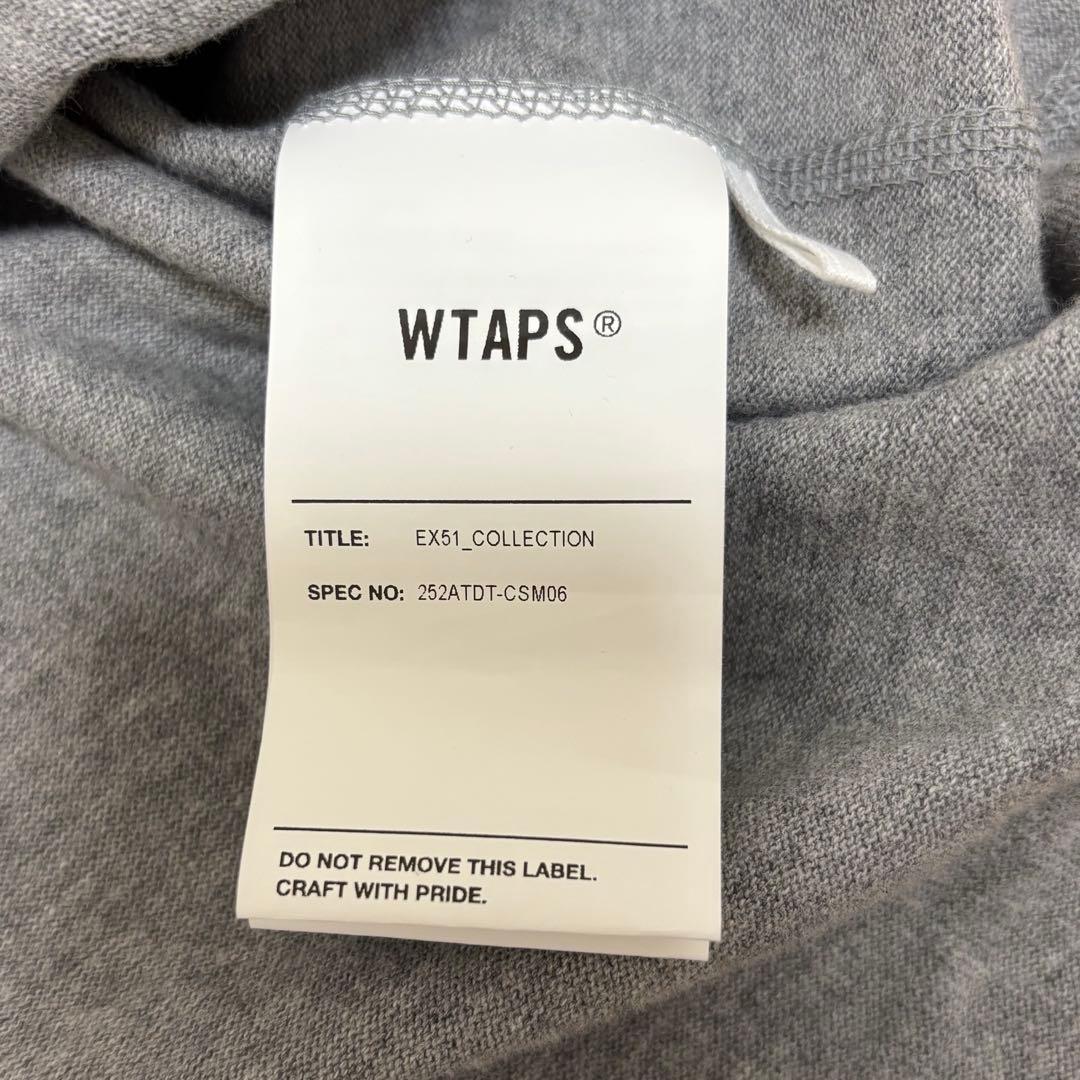 WTAPS®
TITLE: EX51_COLLECTION
SPEC NO: 252ATDT-CSM06
DO NOT REMOVE THIS LABEL.
CRAFT WITH PRIDE.